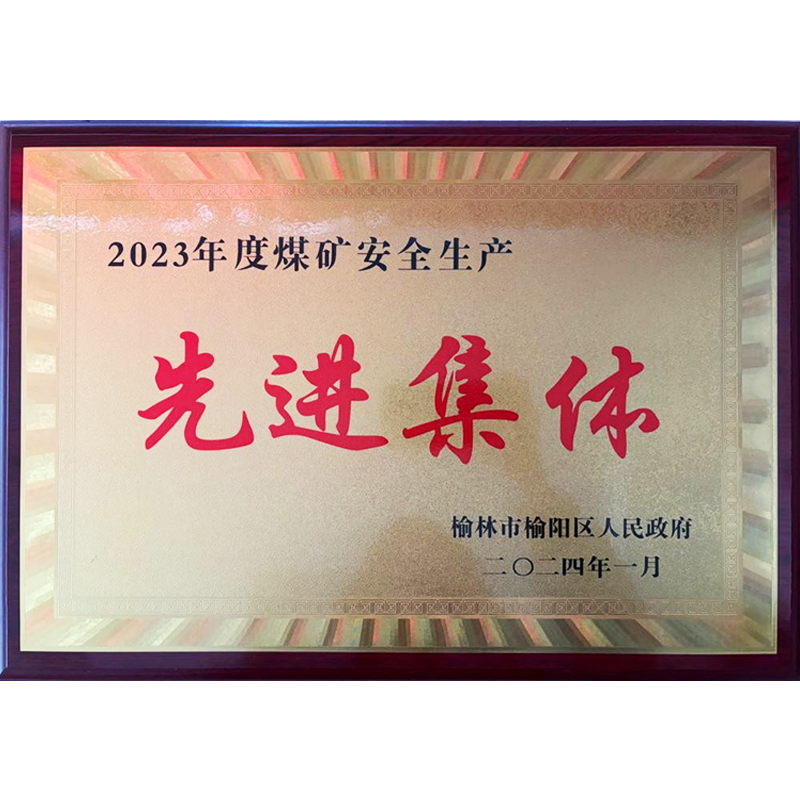 2023年度煤矿安全生产
先进集体
榆林市榆阳区人民政府
二〇二四年一月